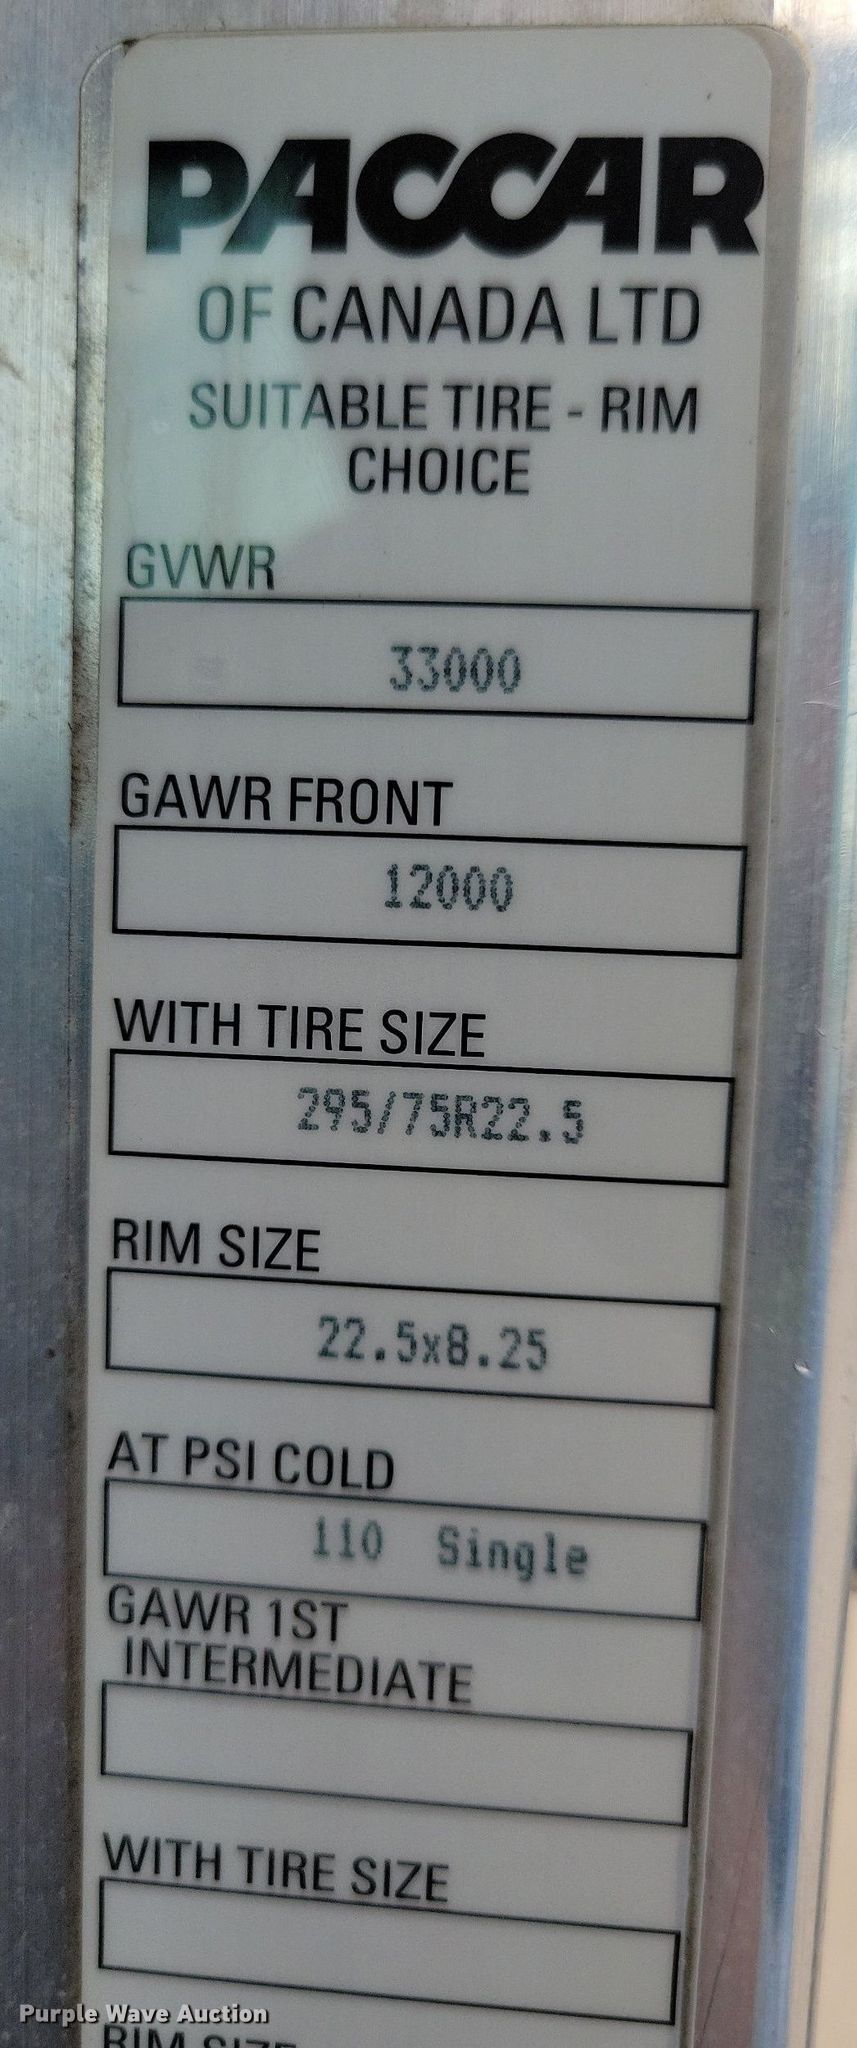 PACCAR
OF CANADA LTD
SUITABLE TIRE - RIM
CHOICE
GVWR
33000
GAWR FRONT
12000
WITH TIRE SIZE
295/75R22.5
RIM SIZE
22.5x8.25
AT PSI COLD
110 Single
GAWR 1ST
INTERMEDIATE
WITH TIRE SIZE
RIM SIZE
Purple Wave Auction